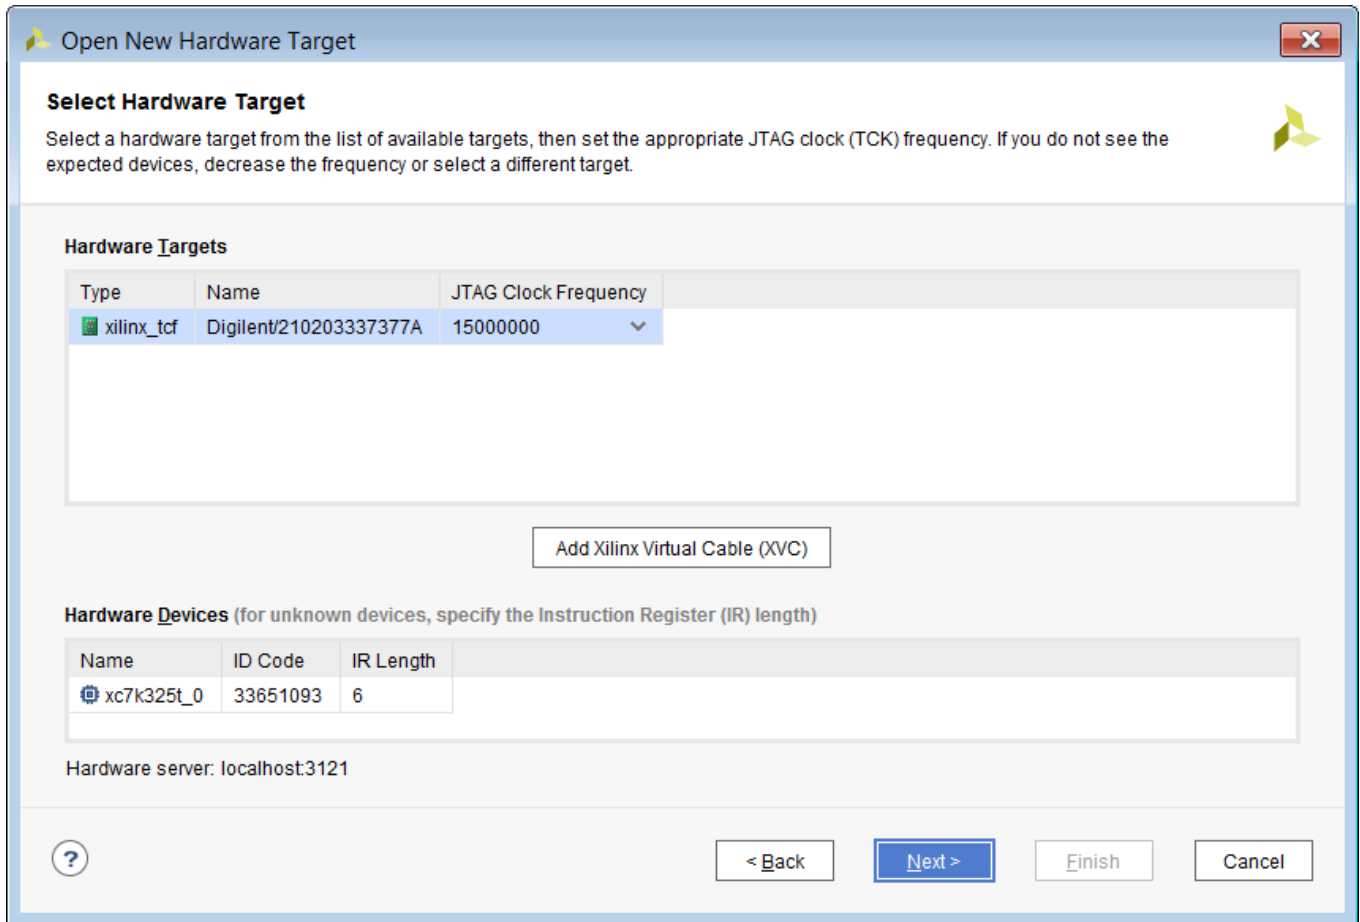 Open New Hardware Target
Select Hardware Target
Select a hardware target from the list of available targets, then set the appropriate JTAG clock (TCK) frequency. If you do not see the
expected devices, decrease the frequency or select a different target.
Hardware Targets
Type Name JTAG Clock Frequency
xilinx_tcf Digilent/210203337377A 15000000
Add Xilinx Virtual Cable (XVC)
Hardware Devices (for unknown devices, specify the Instruction Register (IR) length)
Name ID Code IR Length
xc7k325t_0 33651093 6
Hardware server: localhost:3121
? < Back Next > Finish Cancel